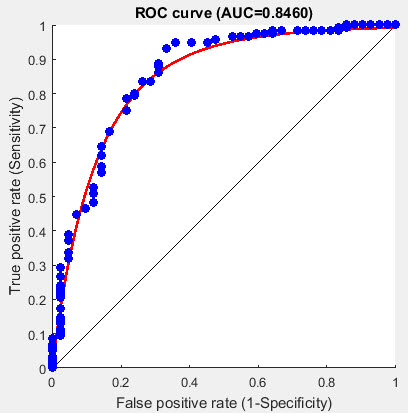 ROC curve (AUC=0.8460)
True positive rate (Sensitivity)
1
0.9
0.8
0.7
0.6
0.5
0.4
0.3
0.2
0.1
0
0 0.2 0.4 0.6 0.8 1
False positive rate (1-Specificity)